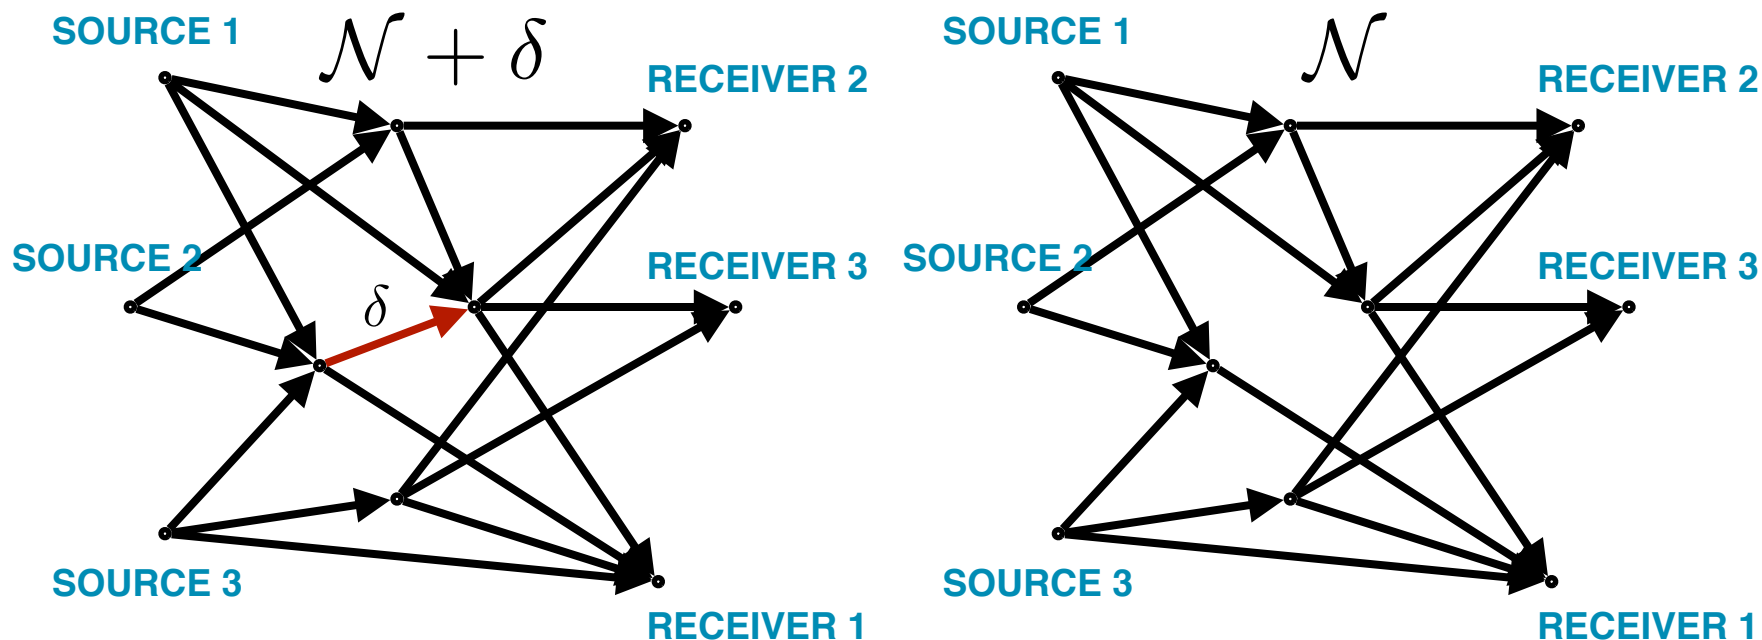 SOURCE 1
𝒩 + δ
RECEIVER 2
SOURCE 2
RECEIVER 3
δ
SOURCE 3
RECEIVER 1
SOURCE 1
𝒩
RECEIVER 2
SOURCE 2
RECEIVER 3
SOURCE 3
RECEIVER 1